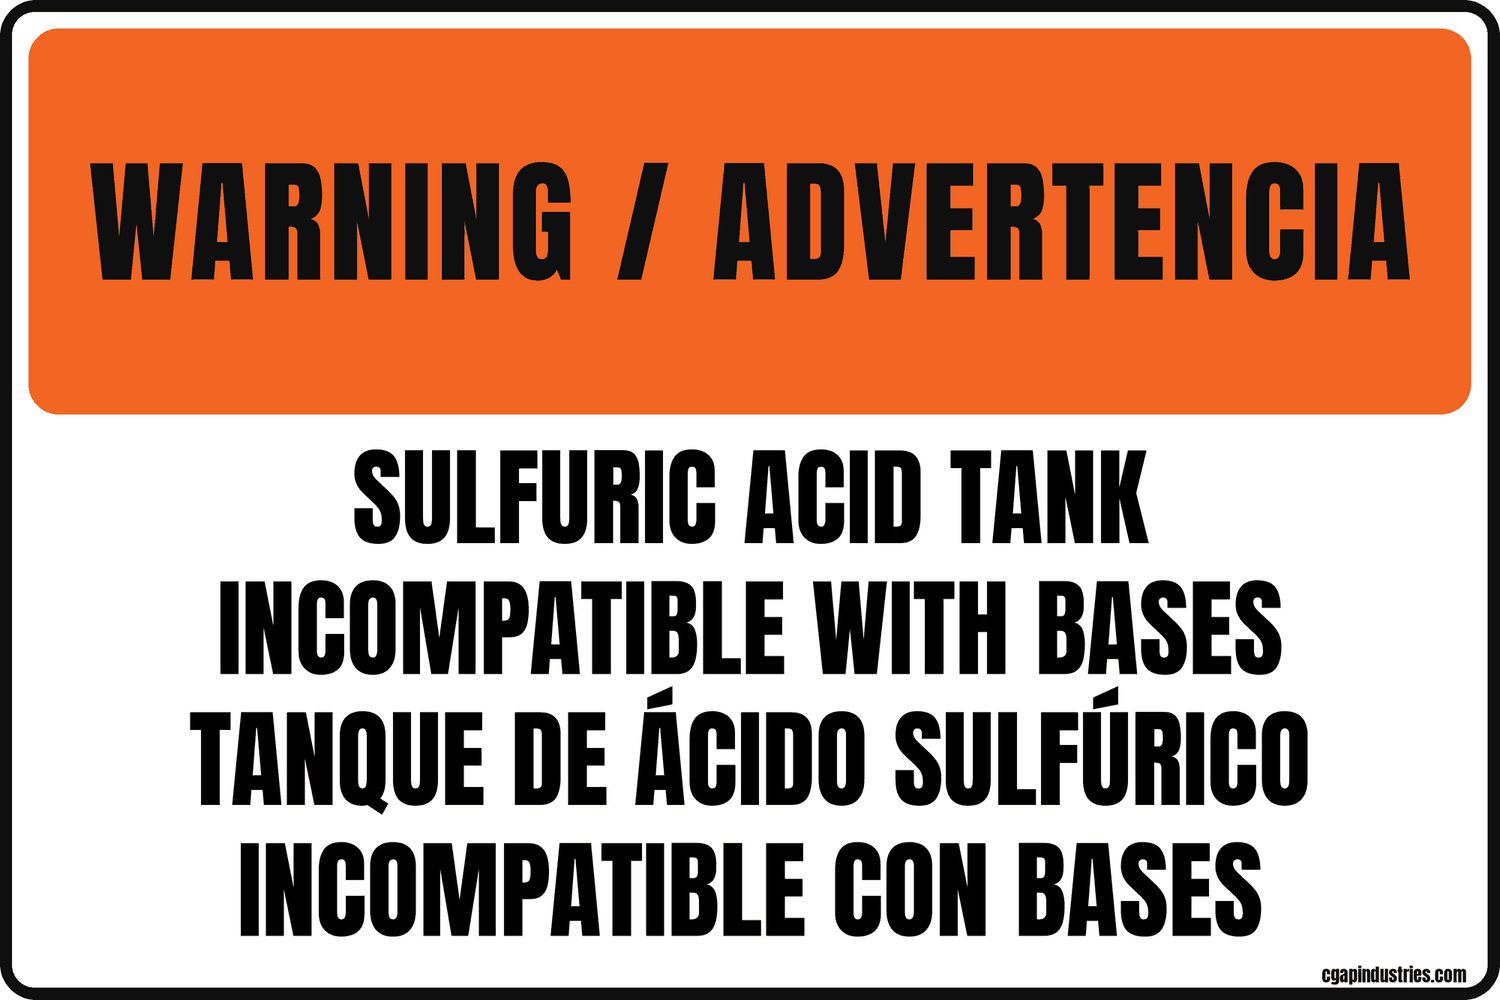 WARNING / ADVERTENCIA
SULFURIC ACID TANK
INCOMPATIBLE WITH BASES
TANQUE DE ÁCIDO SULFÚRICO
INCOMPATIBLE CON BASES
cgapindustries.com